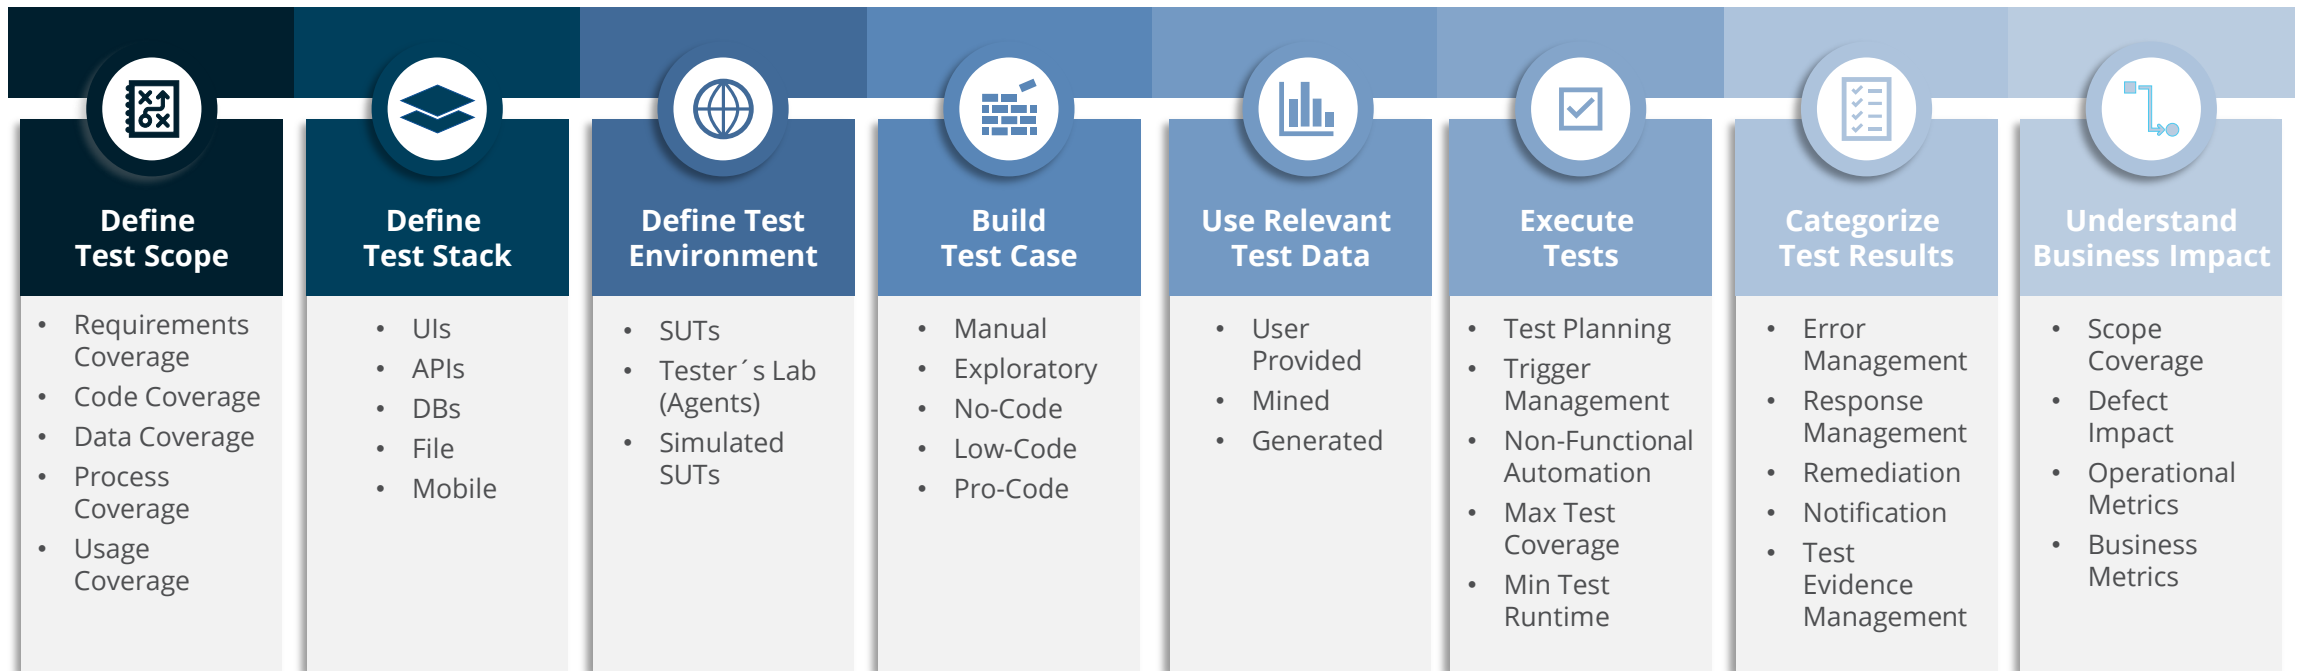 Define
Test Scope
• Requirements
Coverage
• Code Coverage
• Data Coverage
• Process
Coverage
• Usage
Coverage
Define
Test Stack
• UIs
• APIs
• DBs
• File
• Mobile
Define Test
Environment
• SUTs
• Tester´s Lab
(Agents)
• Simulated
SUTs
Build
Test Case
• Manual
• Exploratory
• No-Code
• Low-Code
• Pro-Code
Use Relevant
Test Data
• User
Provided
• Mined
• Generated
Execute
Tests
• Test Planning
• Trigger
Management
• Non-Functional
Automation
• Max Test
Coverage
• Min Test
Runtime
Categorize
Test Results
• Error
Management
• Response
Management
• Remediation
• Notification
• Test
Evidence
Management
Understand
Business Impact
• Scope
Coverage
• Defect
Impact
• Operational
Metrics
• Business
Metrics